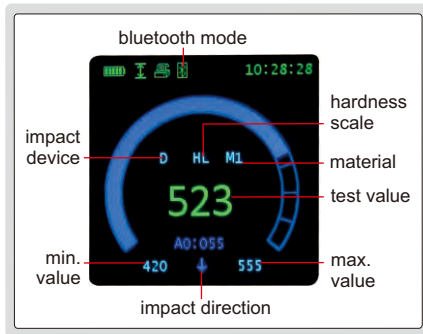 bluetooth mode
10:28:28
hardness
scale
impact
device
D HL M1
material
523
test value
A0:055
min.
value
420
555
max.
value
impact direction